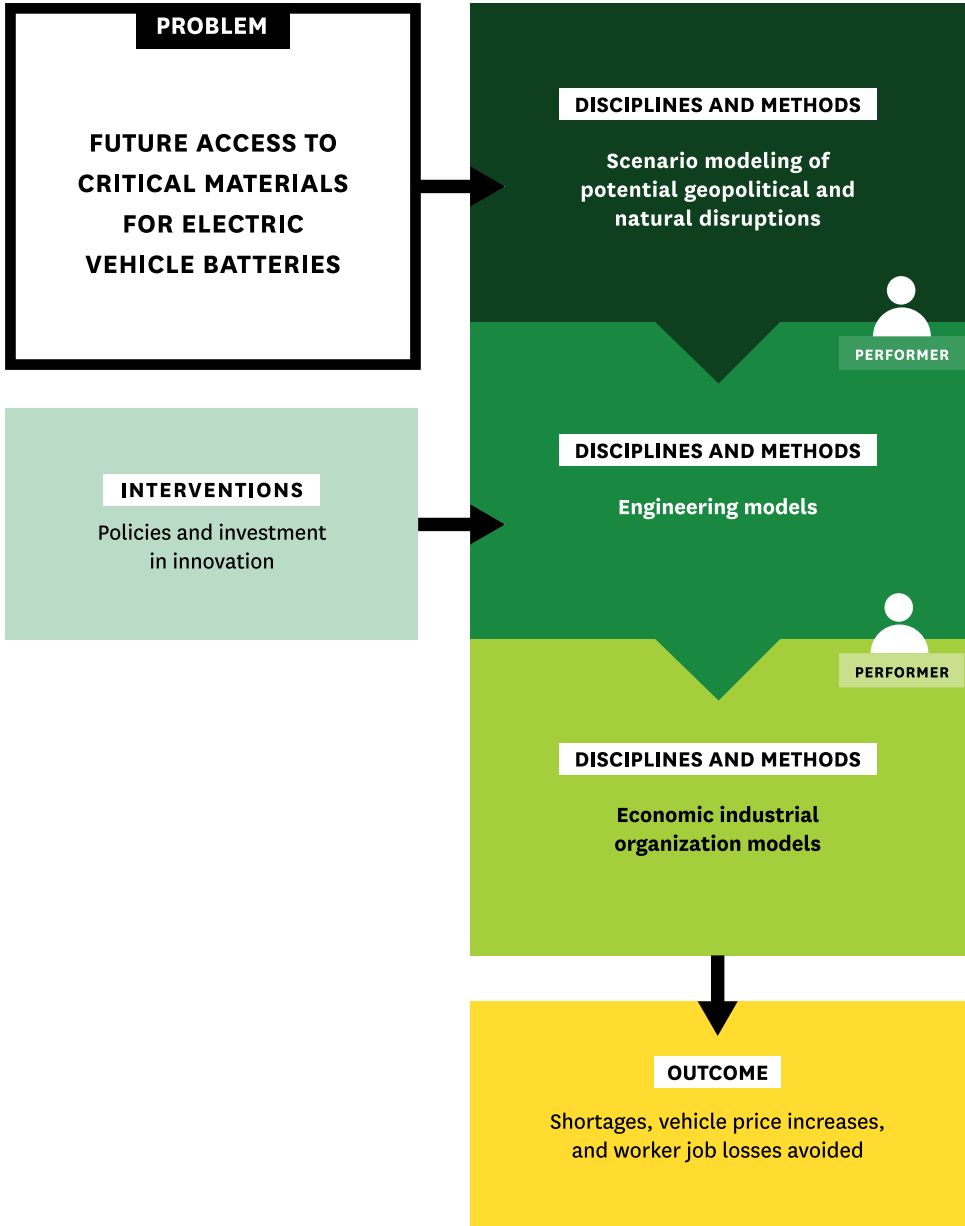 PROBLEM
FUTURE ACCESS TO
CRITICAL MATERIALS
FOR ELECTRIC
VEHICLE BATTERIES
DISCIPLINES AND METHODS
Scenario modeling of
potential geopolitical and
natural disruptions
PERFORMER
INTERVENTIONS
Policies and investment
in innovation
DISCIPLINES AND METHODS
Engineering models
PERFORMER
DISCIPLINES AND METHODS
Economic industrial
organization models
OUTCOME
Shortages, vehicle price increases,
and worker job losses avoided